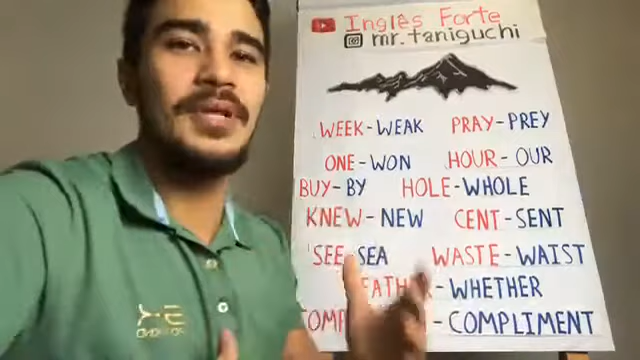 Inglês Forte
mr.taniguchi
WEEK-WEAK PRAY-PREY
ONE-WON HOUR-OUR
BUY-BY HOLE-WHOLE
KNEW-NEW CENT-SENT
SEE-SEA WASTE-WAIST
WHETHER
COMPLIMENT